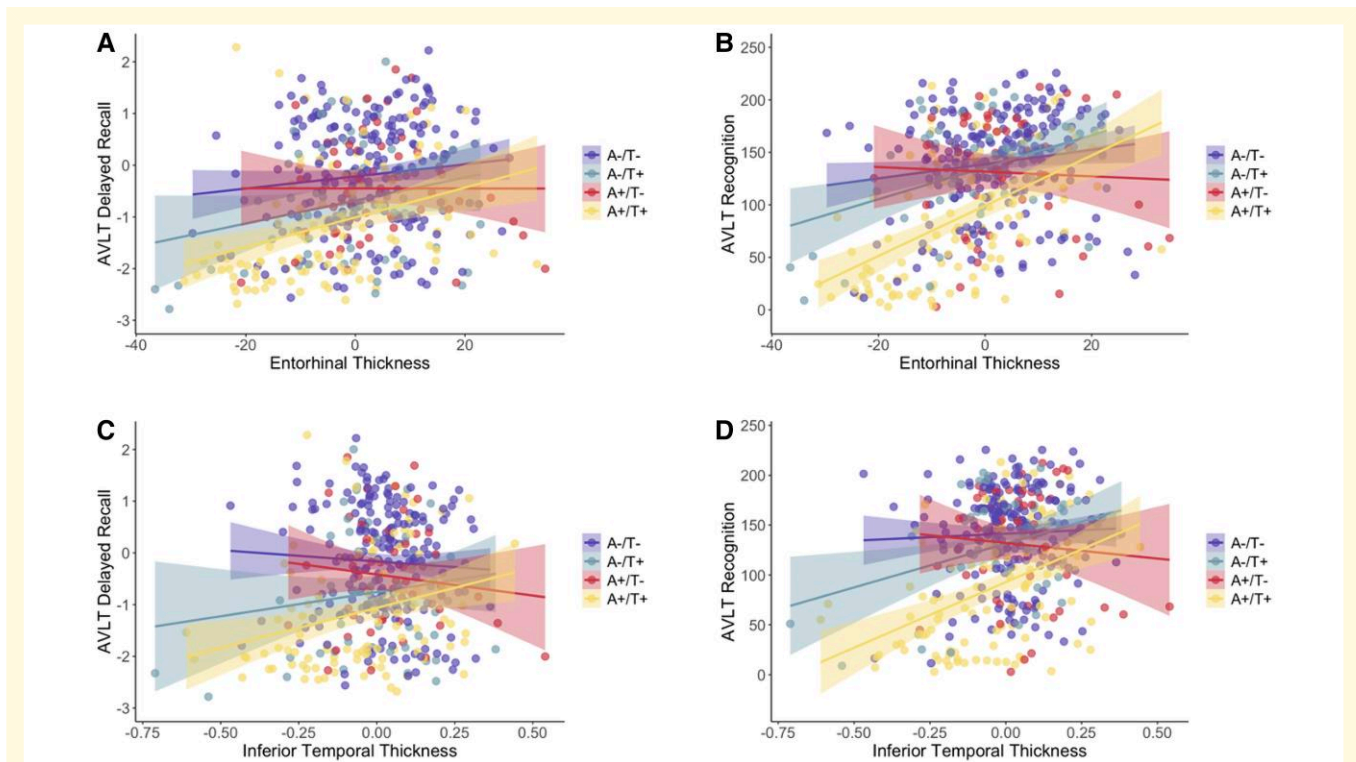 A
AVLT Delayed Recall
2
1
0
-1
-2
-3
-40
-20
0
20
Entorhinal Thickness
A-/T-
A-/T+
A+/T-
A+/T+
B
AVLT Recognition
250
200
150
100
50
0
-40
-20
0
20
Entorhinal Thickness
A-/T-
A-/T+
A+/T-
A+/T+
C
AVLT Delayed Recall
2
1
0
-1
-2
-3
-0.75
-0.50
-0.25
0.00
0.25
0.50
Inferior Temporal Thickness
A-/T-
A-/T+
A+/T-
A+/T+
D
AVLT Recognition
250
200
150
100
50
0
-0.75
-0.50
-0.25
0.00
0.25
0.50
Inferior Temporal Thickness
A-/T-
A-/T+
A+/T-
A+/T+